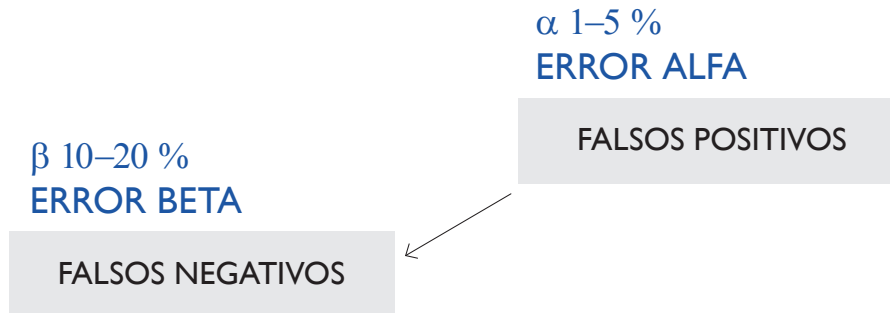 α 1–5 %
ERROR ALFA
FALSOS POSITIVOS
β 10–20 %
ERROR BETA
FALSOS NEGATIVOS